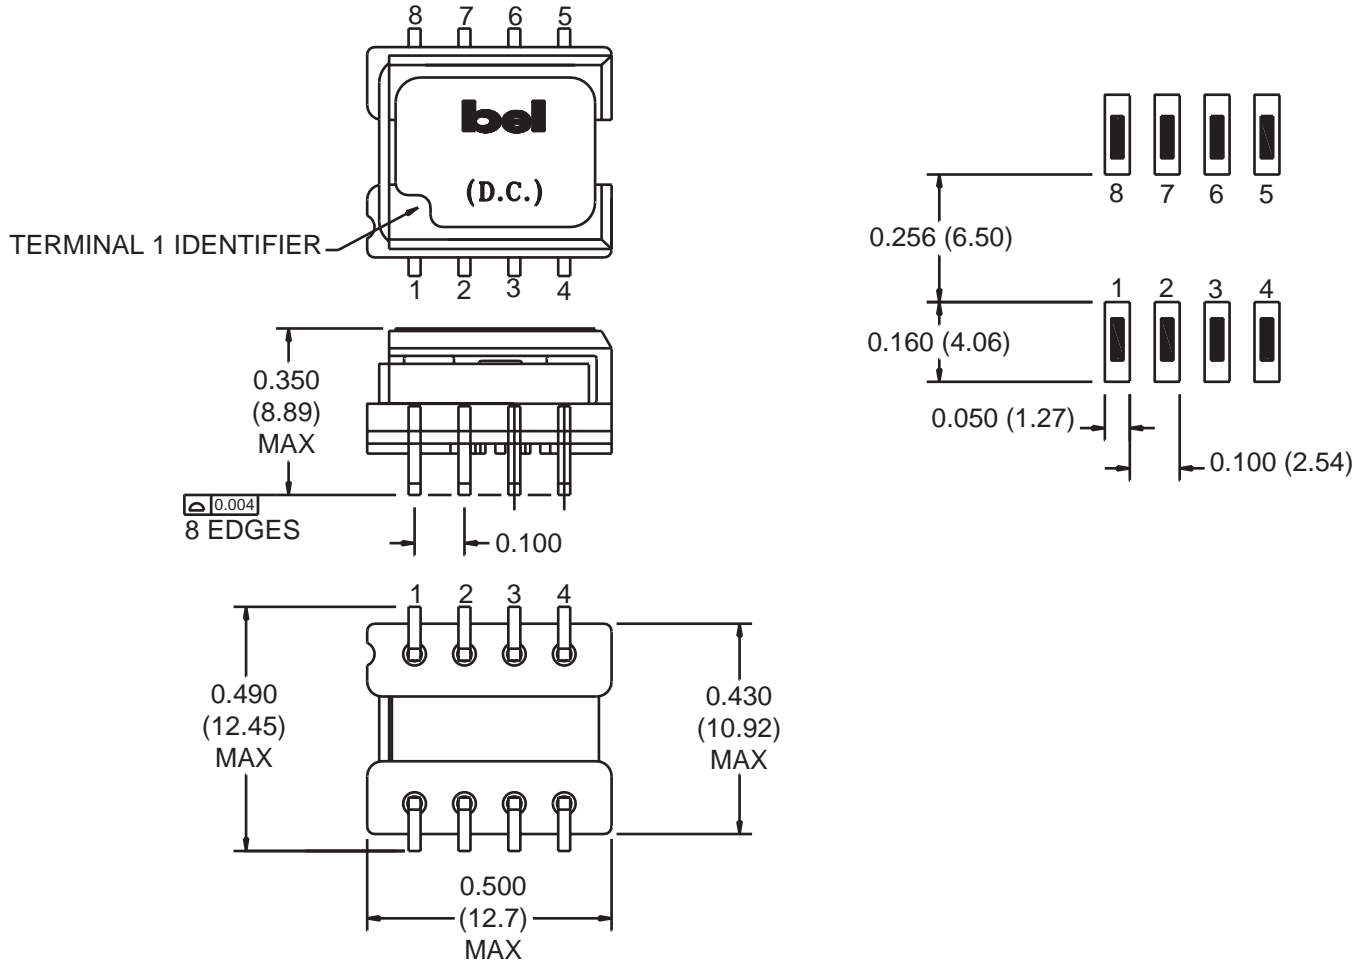 8 7 6 5
bel
(D.C.)
TERMINAL 1 IDENTIFIER
1 2 3 4
0.350
(8.89)
MAX
0.004
8 EDGES
0.100
1 2 3 4
0.490
(12.45)
MAX
0.430
(10.92)
MAX
0.500
(12.7)
MAX
8 7 6 5
0.256 (6.50)
1 2 3 4
0.160 (4.06)
0.050 (1.27)
0.100 (2.54)